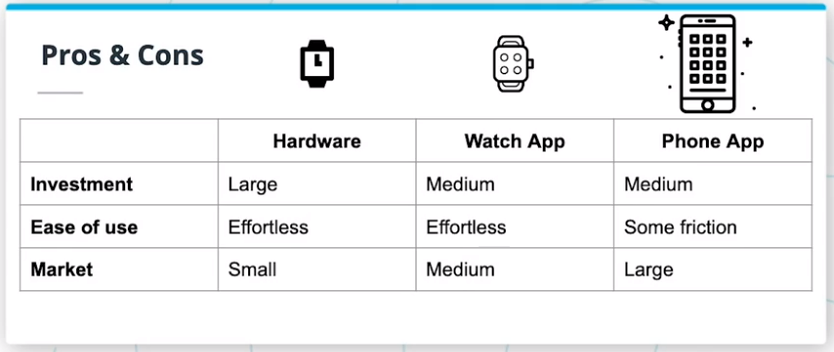 Pros & Cons
Hardware Watch App Phone App
Investment Large Medium Medium
Ease of use Effortless Effortless Some friction
Market Small Medium Large